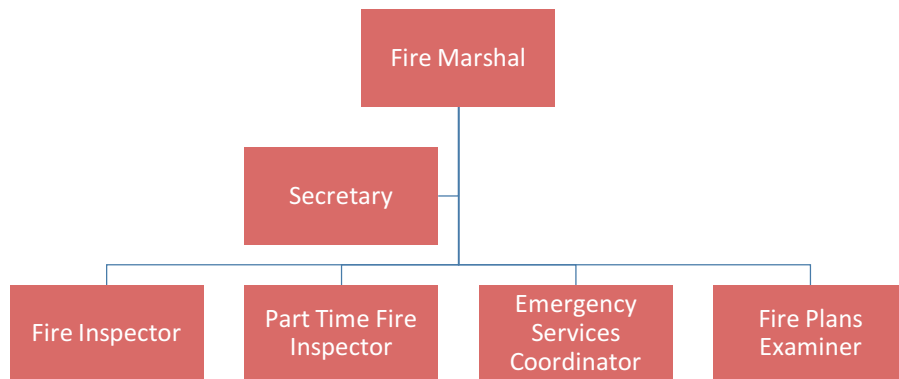 Fire Marshal
Secretary
Fire Inspector
Part Time Fire
Inspector
Emergency
Services
Coordinator
Fire Plans
Examiner